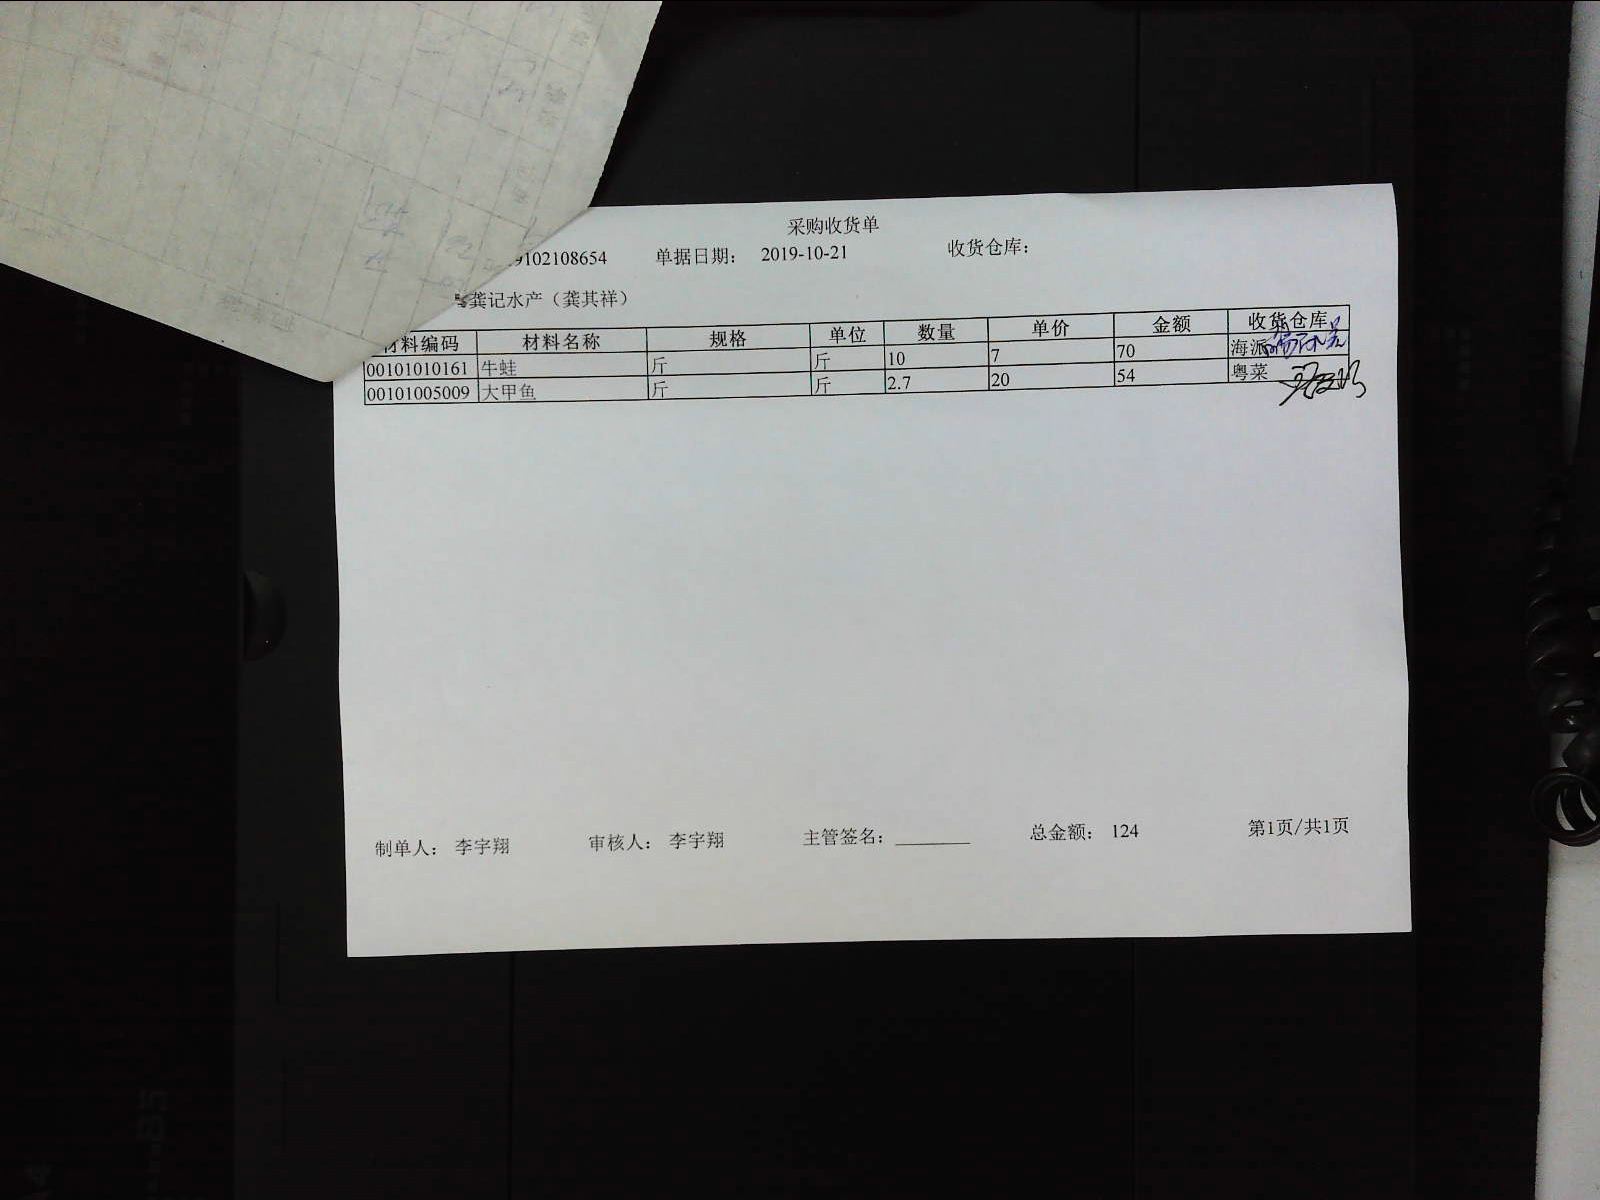 采购收货单
9102108654 单据日期： 2019-10-21 收货仓库：
龚记水产（龚其祥）
材料编码 材料名称 规格 单位 数量 单价 金额 收货仓库
00101010161 牛蛙 斤 斤 10 7 70 海派
00101005009 大甲鱼 斤 斤 2.7 20 54 粤菜
制单人： 李宇翔 审核人： 李宇翔 主管签名： 总金额： 124 第1页/共1页